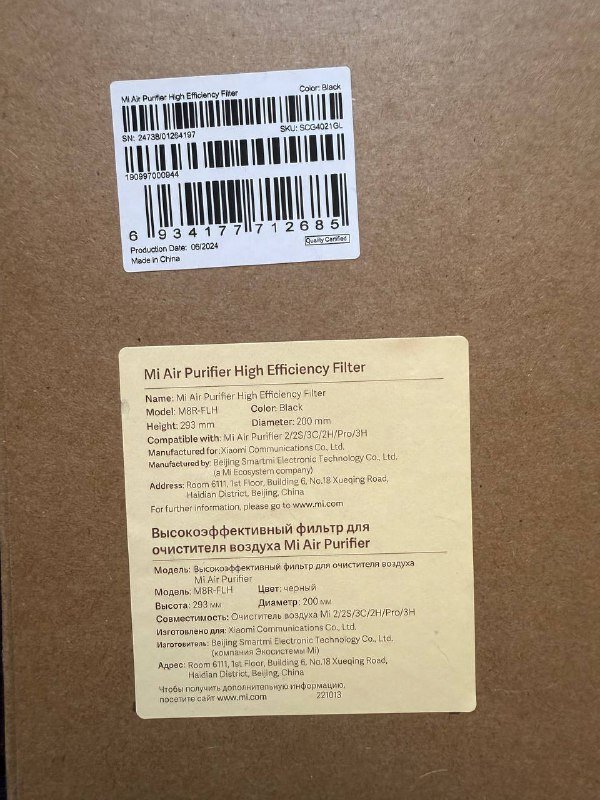 Mi Air Purifier High Efficiency Filter Color: Black
SN: 24738/01264197 SKU: SCG4021GL
190997000944
6 934177 712685
Production Date: 06/2024 Quality Certified
Made in China
Mi Air Purifier High Efficiency Filter
Name: Mi Air Purifier High Efficiency Filter
Model: M8R-FLH Color: Black
Height: 293 mm Diameter: 200 mm
Compatible with: Mi Air Purifier 2/2S/3C/2H/Pro/3H
Manufactured for: Xiaomi Communications Co., Ltd.
Manufactured by: Beijing Smartmi Electronic Technology Co., Ltd.
(a Mi Ecosystem company)
Address: Room 6111, 1st Floor, Building 6, No.18 Xueqing Road,
Haidian District, Beijing, China
For further information, please go to www.mi.com
Высокоэффективный фильтр для
очистителя воздуха Mi Air Purifier
Модель: Высокоэффективный фильтр для очистителя воздуха
Mi Air Purifier
Модель: M8R-FLH Цвет: черный
Высота: 293 мм Диаметр: 200 мм
Совместимость: Очиститель воздуха Mi 2/2S/3C/2H/Pro/3H
Изготовлено для: Xiaomi Communications Co., Ltd.
Изготовитель: Beijing Smartmi Electronic Technology Co., Ltd.
(компания Экосистемы Mi)
Адрес: Room 6111, 1st Floor, Building 6, No.18 Xueqing Road,
Haidian District, Beijing, China
Чтобы получить дополнительную информацию,
посетите сайт www.mi.com 221013